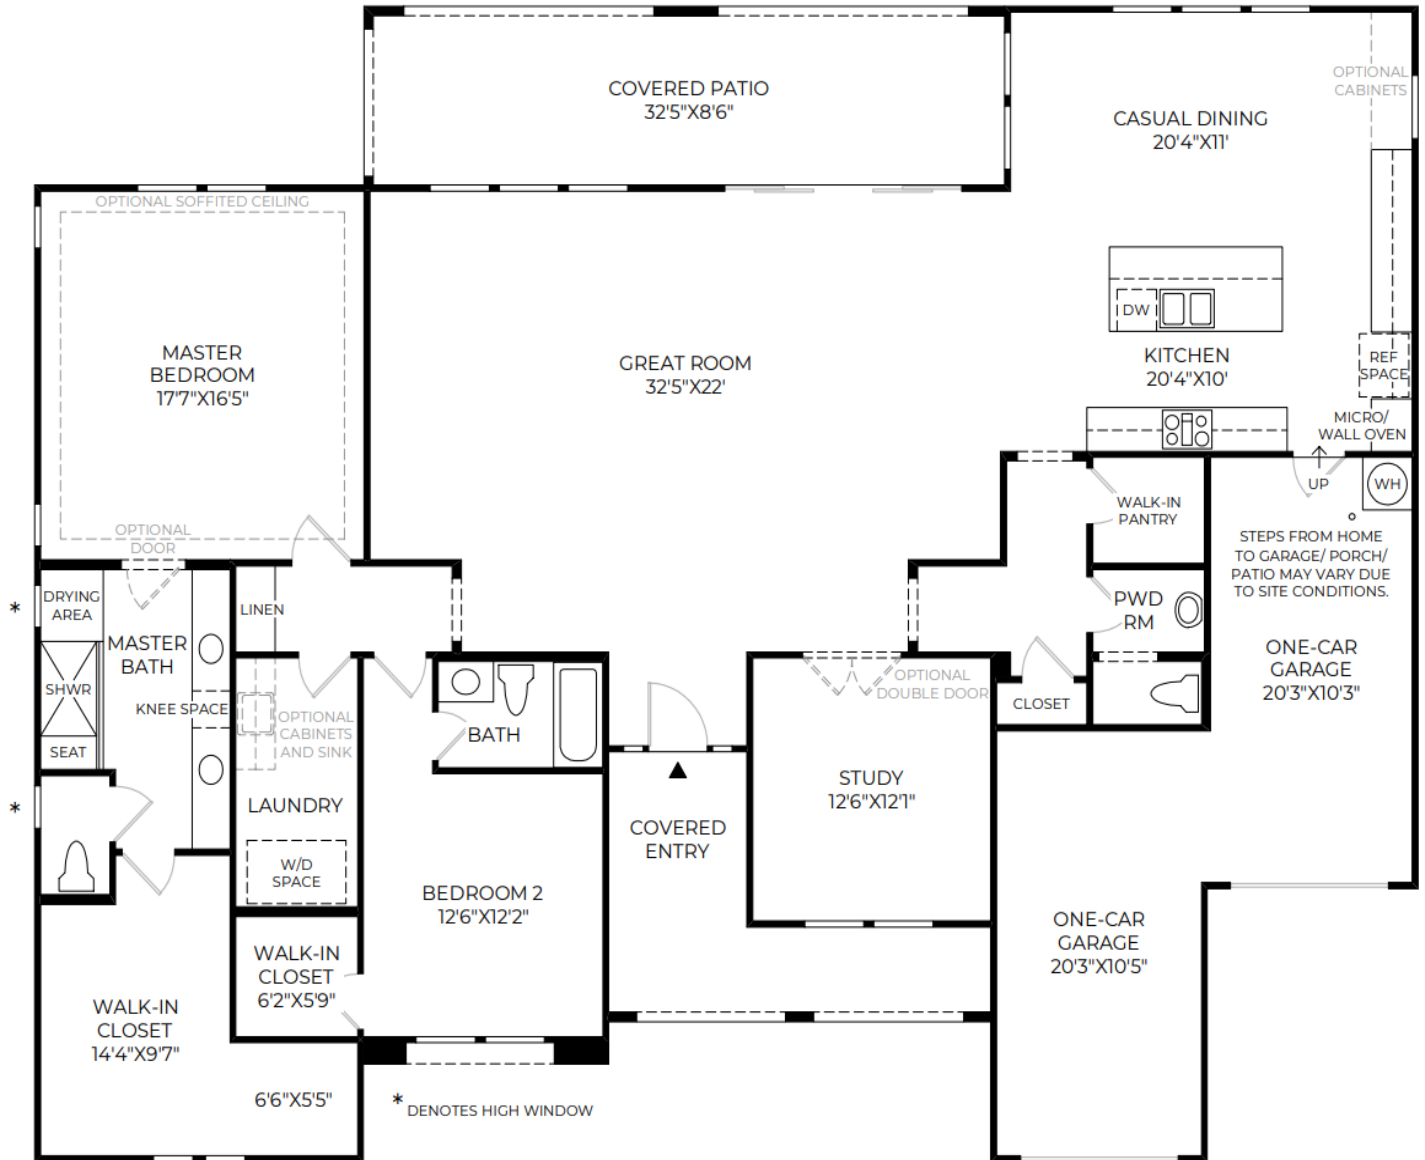 COVERED PATIO
32'5"X8'6"
OPTIONAL
CABINETS
CASUAL DINING
20'4"X11'
OPTIONAL SOFFITED CEILING
MASTER
BEDROOM
17'7"X16'5"
GREAT ROOM
32'5"X22'
DW
KITCHEN
20'4"X10'
REF
SPACE
MICRO/
WALL OVEN
UP
WH
WALK-IN
PANTRY
STEPS FROM HOME
TO GARAGE/ PORCH/
PATIO MAY VARY DUE
TO SITE CONDITIONS.
OPTIONAL
DOOR
*
DRYING
AREA
LINEN
MASTER
BATH
PWD
RM
ONE-CAR
GARAGE
20'3"X10'3"
SHWR
KNEE SPACE
SEAT
OPTIONAL
CABINETS
AND SINK
BATH
OPTIONAL
DOUBLE DOOR
CLOSET
*
LAUNDRY
W/D
SPACE
STUDY
12'6"X12'1"
COVERED
ENTRY
BEDROOM 2
12'6"X12'2"
ONE-CAR
GARAGE
20'3"X10'5"
WALK-IN
CLOSET
6'2"X5'9"
WALK-IN
CLOSET
14'4"X9'7"
6'6"X5'5"
* DENOTES HIGH WINDOW